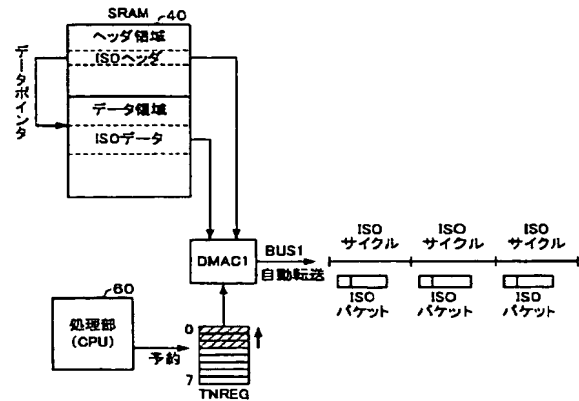 SRAM
40
ヘッダ領域
ISOヘッダ
データポインタ
データ領域
ISOデータ
DMAC1
BUS1
自動転送
ISO
サイクル
ISO
サイクル
ISO
サイクル
ISO
パケット
ISO
パケット
ISO
パケット
60
処理部
(CPU)
予約
0
7
TNREG